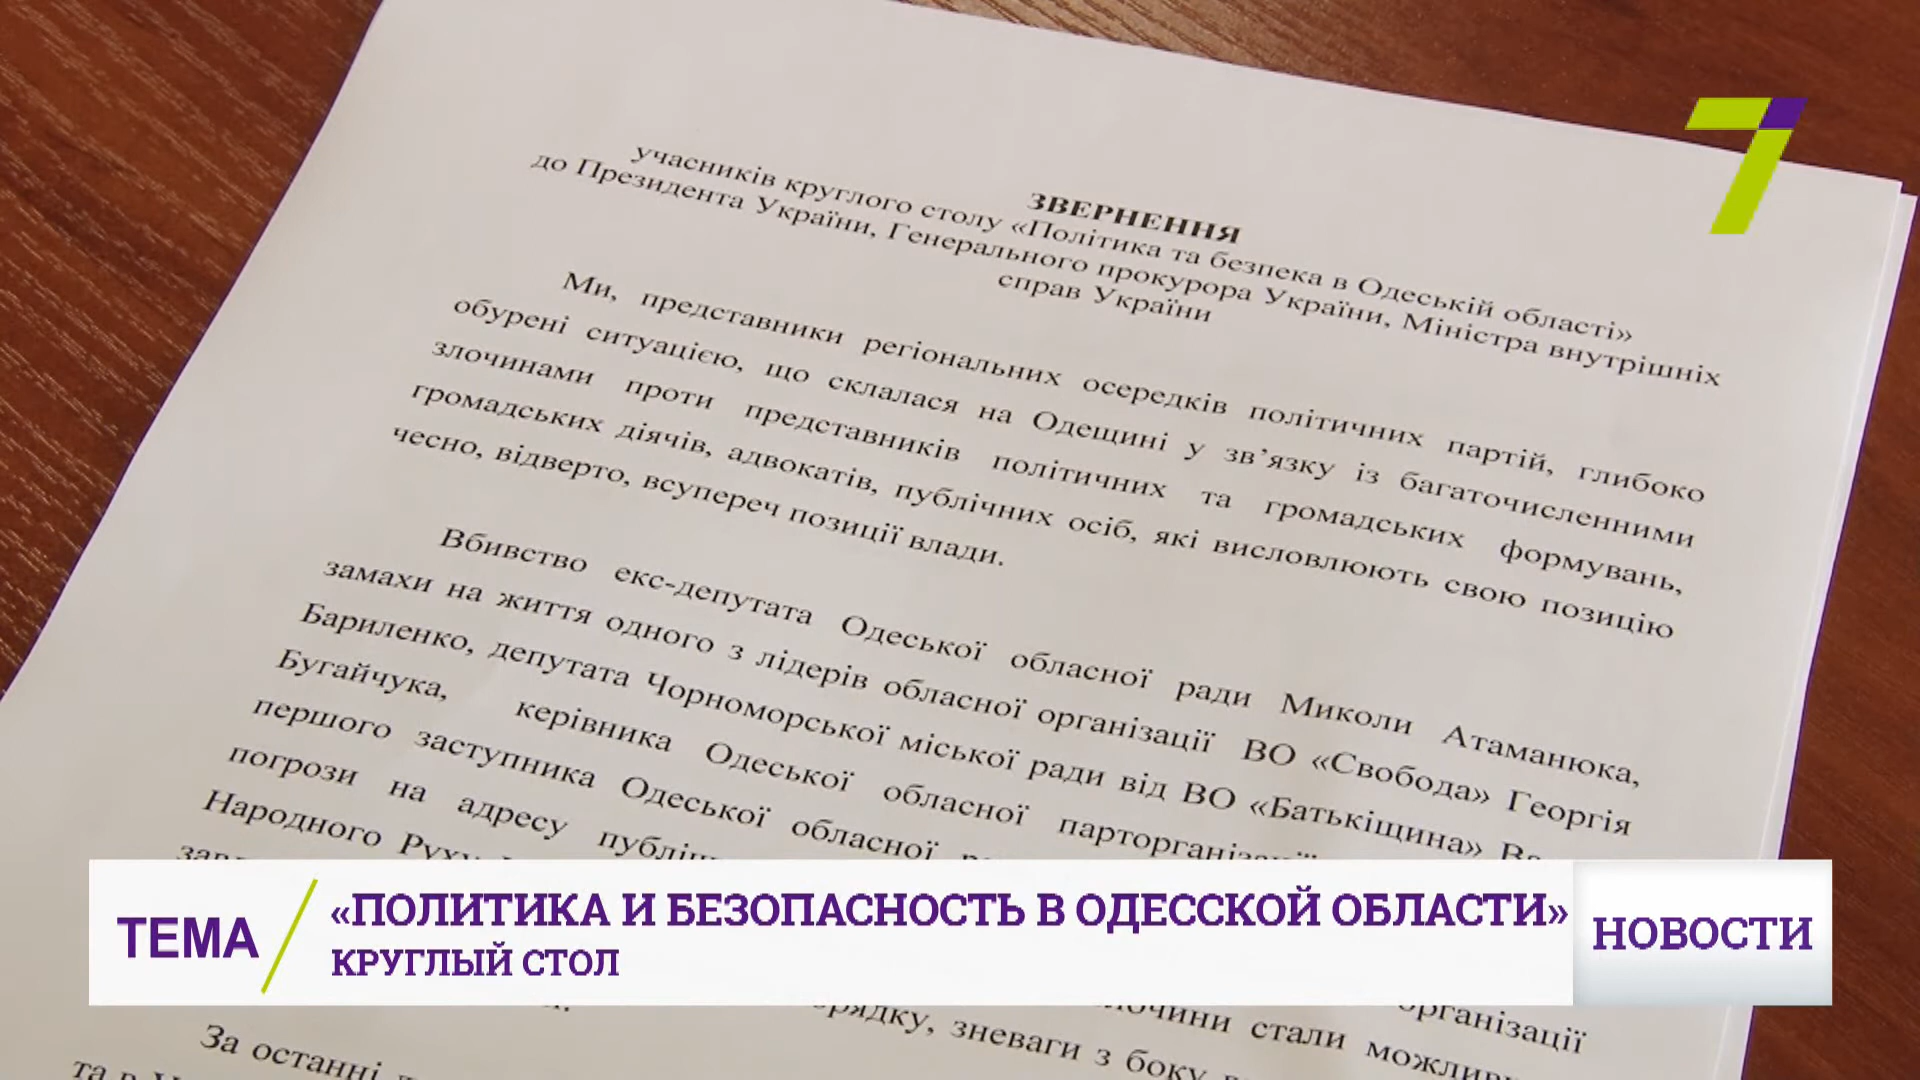 7
ЗВЕРНЕННЯ
учасників круглого столу «Політика та безпека в Одеській області»
до Президента України, Генерального прокурора України, Міністра внутрішніх
справ України
Ми, представники регіональних осередків політичних партій, глибоко
обурені ситуацією, що склалася на Одещині у зв’язку із багаточисленними
злочинами проти представників політичних та громадських формувань,
громадських діячів, адвокатів, публічних осіб, які висловлюють свою позицію
чесно, відверто, всупереч позиції влади.
Вбивство екс-депутата Одеської обласної ради Миколи Атаманюка,
замахи на життя одного з лідерів обласної організації ВО «Свобода» Георгія
Бариленко, депутата Чорноморської міської ради від ВО «Батькіщина»
Бугайчука, керівника Одеської обласної парторганізації
першого заступника Одеської обласної
погрози на адресу
Народного Руху
організації
зневаги з боку
стали
За останні
та в
ТЕМА
«ПОЛИТИКА И БЕЗОПАСНОСТЬ В ОДЕССКОЙ ОБЛАСТИ»
КРУГЛЫЙ СТОЛ
НОВОСТИ